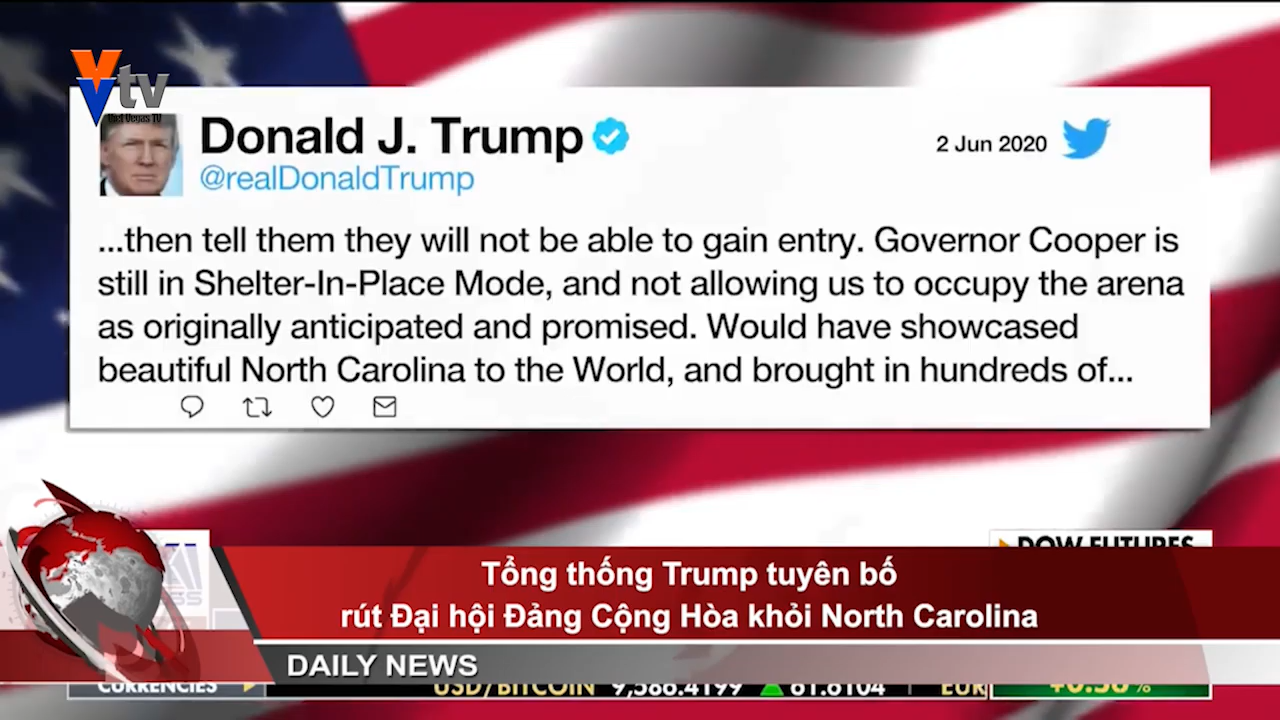 Vtv
Donald J. Trump
@realDonaldTrump
2 Jun 2020
...then tell them they will not be able to gain entry. Governor Cooper is
still in Shelter-In-Place Mode, and not allowing us to occupy the arena
as originally anticipated and promised. Would have showcased
beautiful North Carolina to the World, and brought in hundreds of...
DOW FUTURES
Tổng thống Trump tuyên bố
rút Đại hội Đảng Cộng Hòa khỏi North Carolina
DAILY NEWS
CURRENCIES USD/BITCOIN 9,586.4199 61.6104 EUR +0.56%